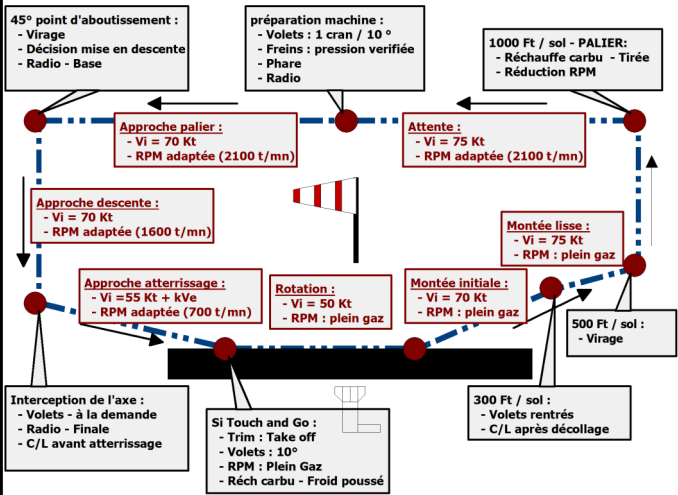 45° point d'aboutissement :
- Virage
- Décision mise en descente
- Radio - Base
préparation machine :
- Volets : 1 cran / 10 °
- Freins : pression verifiée
- Phare
- Radio
1000 Ft / sol - PALIER:
- Réchauffe carbu - Tirée
- Réduction RPM
Approche palier :
- Vi = 70 Kt
- RPM adaptée (2100 t/mn)
Attente :
- Vi = 75 Kt
- RPM adaptée (2100 t/mn)
Approche descente :
- Vi = 70 Kt
- RPM adaptée (1600 t/mn)
Montée lisse :
- Vi = 75 Kt
- RPM : plein gaz
Approche atterrissage :
- Vi =55 Kt + kVe
- RPM adaptée (700 t/mn)
Rotation :
- Vi = 50 Kt
- RPM : plein gaz
Montée initiale :
- Vi = 70 Kt
- RPM : plein gaz
500 Ft / sol :
- Virage
Interception de l'axe :
- Volets - à la demande
- Radio - Finale
- C/L avant atterrissage
Si Touch and Go :
- Trim : Take off
- Volets : 10°
- RPM : Plein Gaz
- Réch carbu - Froid poussé
300 Ft / sol :
- Volets rentrés
- C/L après décollage